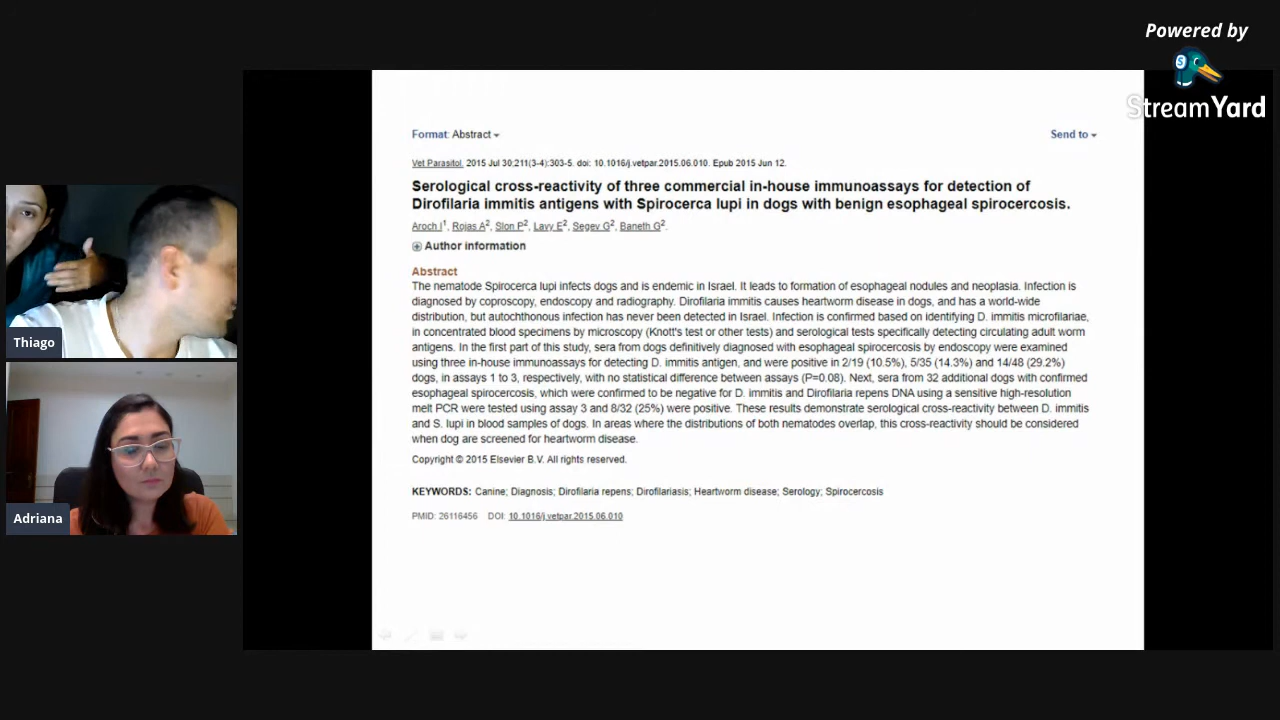 Powered by
StreamYard
Format: Abstract
Send to
Vet Parasitol. 2015 Jul 30;211(3-4):303-5. doi: 10.1016/j.vetpar.2015.06.010. Epub 2015 Jun 12.
Serological cross-reactivity of three commercial in-house immunoassays for detection of
Dirofilaria immitis antigens with Spirocerca lupi in dogs with benign esophageal spirocercosis.
Aroch I1, Rojas A2, Slon P2, Lavy E2, Segev G2, Baneth G2.
Author information
Abstract
The nematode Spirocerca lupi infects dogs and is endemic in Israel. It leads to formation of esophageal nodules and neoplasia. Infection is
diagnosed by coproscopy, endoscopy and radiography. Dirofilaria immitis causes heartworm disease in dogs, and has a world-wide
distribution, but autochthonous infection has never been detected in Israel. Infection is confirmed based on identifying D. immitis microfilariae,
in concentrated blood specimens by microscopy (Knott's test or other tests) and serological tests specifically detecting circulating adult worm
antigens. In the first part of this study, sera from dogs definitively diagnosed with esophageal spirocercosis by endoscopy were examined
using three in-house immunoassays for detecting D. immitis antigen, and were positive in 2/19 (10.5%), 5/35 (14.3%) and 14/48 (29.2%)
dogs, in assays 1 to 3, respectively, with no statistical difference between assays (P=0.08). Next, sera from 32 additional dogs with confirmed
esophageal spirocercosis, which were confirmed to be negative for D. immitis and Dirofilaria repens DNA using a sensitive high-resolution
melt PCR were tested using assay 3 and 8/32 (25%) were positive. These results demonstrate serological cross-reactivity between D. immitis
and S. lupi in blood samples of dogs. In areas where the distributions of both nematodes overlap, this cross-reactivity should be considered
when dog are screened for heartworm disease.
Copyright © 2015 Elsevier B.V. All rights reserved.
KEYWORDS: Canine; Diagnosis; Dirofilaria repens; Dirofilariasis; Heartworm disease; Serology; Spirocercosis
PMID: 26116456 DOI: 10.1016/j.vetpar.2015.06.010
Thiago
Adriana